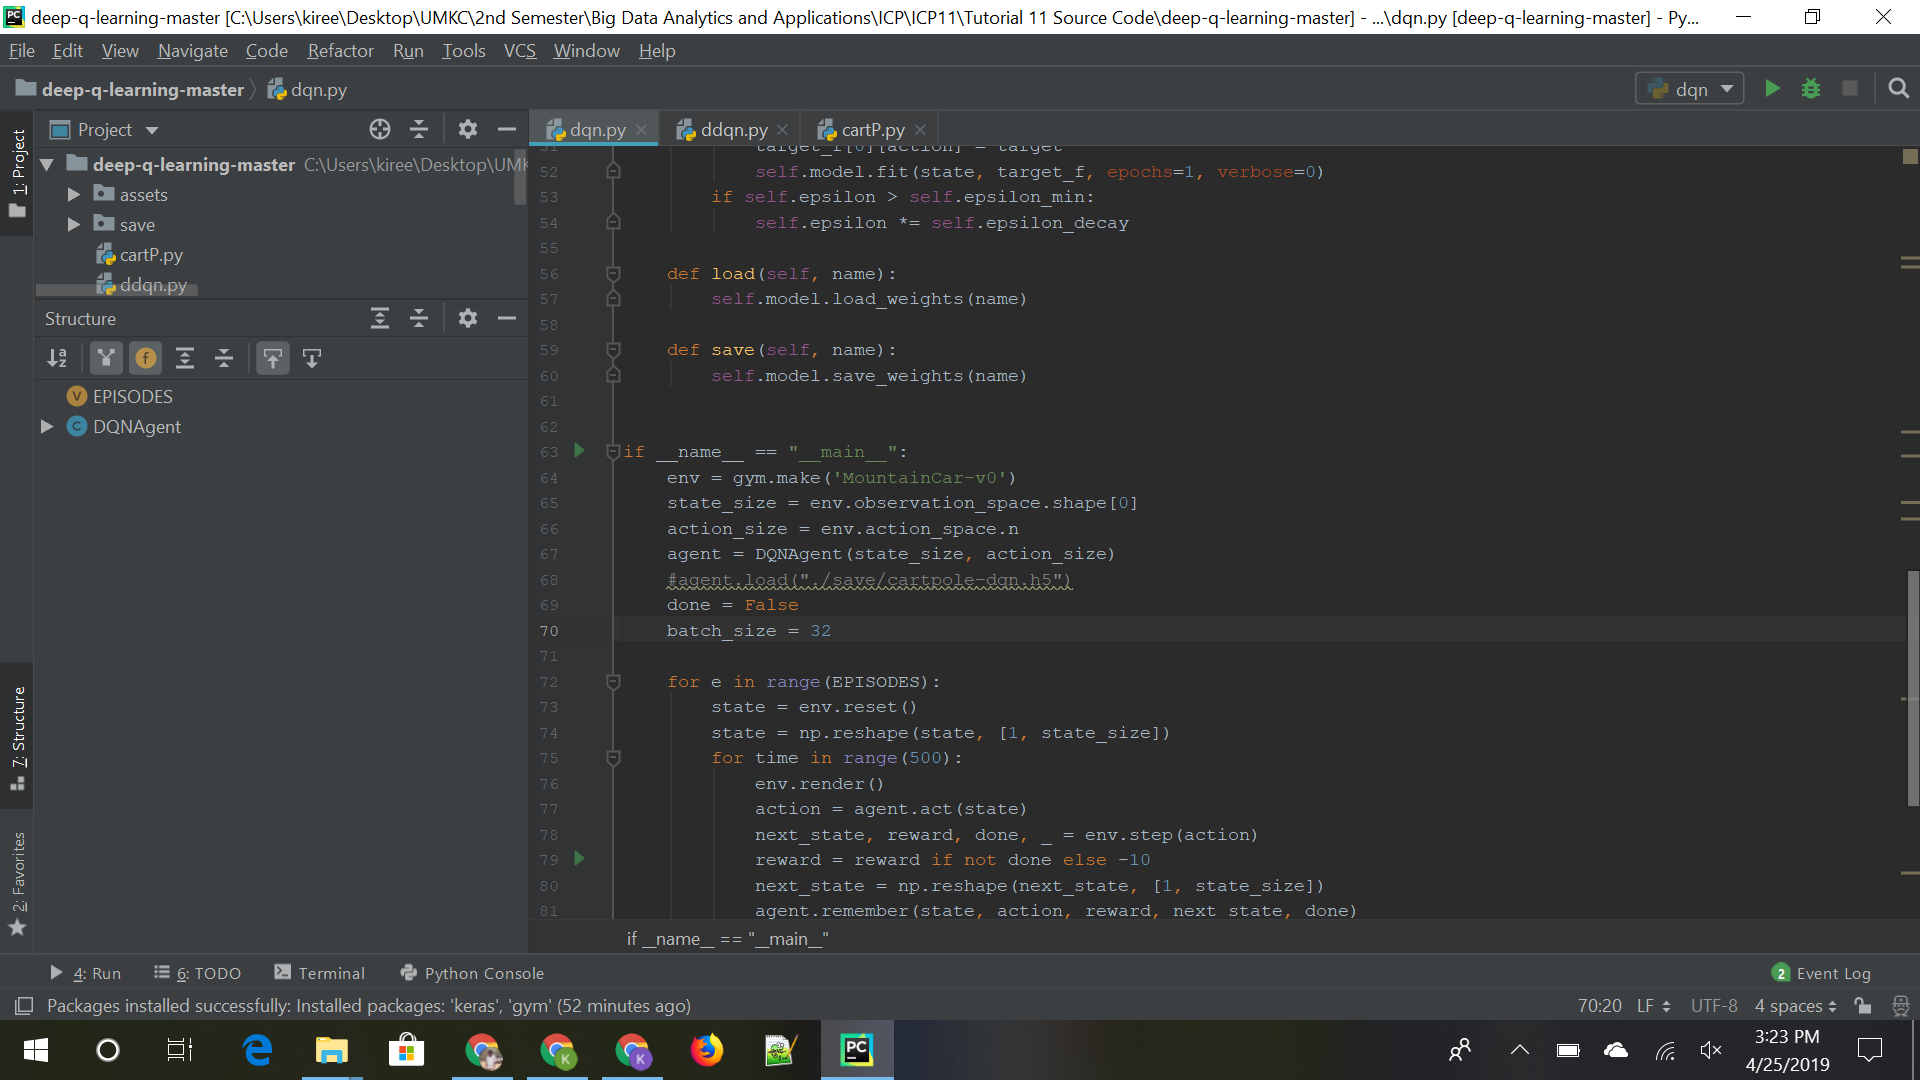 deep-q-learning-master [C:\Users\kiree\Desktop\UMKC\2nd Semester\Big Data Analytics and Applications\ICP\ICP11\Tutorial 11 Source Code\deep-q-learning-master] - ...\dqn.py [deep-q-learning-master] - Py...
File Edit View Navigate Code Refactor Run Tools VCS Window Help
deep-q-learning-master dqn.py dqn
Project dqn.py ddqn.py cartP.py
1: Project
deep-q-learning-master C:\Users\kiree\Desktop\UMK
assets
save
cartP.py
ddqn.py
Structure
EPISODES
DQNAgent
7: Structure
2: Favorites
51 target_f[0][action] = target
52 self.model.fit(state, target_f, epochs=1, verbose=0)
53 if self.epsilon > self.epsilon_min:
54 self.epsilon *= self.epsilon_decay
55
56 def load(self, name):
57 self.model.load_weights(name)
58
59 def save(self, name):
60 self.model.save_weights(name)
61
62
63 if __name__ == "__main__":
64 env = gym.make('MountainCar-v0')
65 state_size = env.observation_space.shape[0]
66 action_size = env.action_space.n
67 agent = DQNAgent(state_size, action_size)
68 #agent.load("./save/cartpole-dqn.h5")
69 done = False
70 batch_size = 32
71
72 for e in range(EPISODES):
73 state = env.reset()
74 state = np.reshape(state, [1, state_size])
75 for time in range(500):
76 env.render()
77 action = agent.act(state)
78 next_state, reward, done, _ = env.step(action)
79 reward = reward if not done else -10
80 next_state = np.reshape(next_state, [1, state_size])
81 agent.remember(state, action, reward, next_state, done)
if __name__ == "__main__"
4: Run 6: TODO Terminal Python Console 2 Event Log
Packages installed successfully: Installed packages: 'keras', 'gym' (52 minutes ago) 70:20 LF UTF-8 4 spaces
3:23 PM
4/25/2019